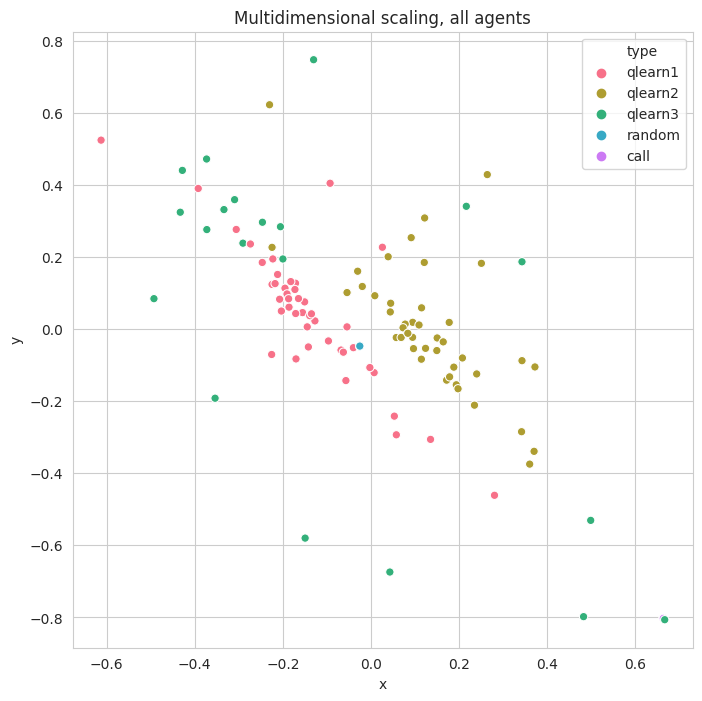 Multidimensional scaling, all agents
type
qlearn1
qlearn2
qlearn3
random
call
0.8
0.6
0.4
0.2
0.0
−0.2
−0.4
−0.6
−0.8
y
−0.6
−0.4
−0.2
0.0
0.2
0.4
0.6
x